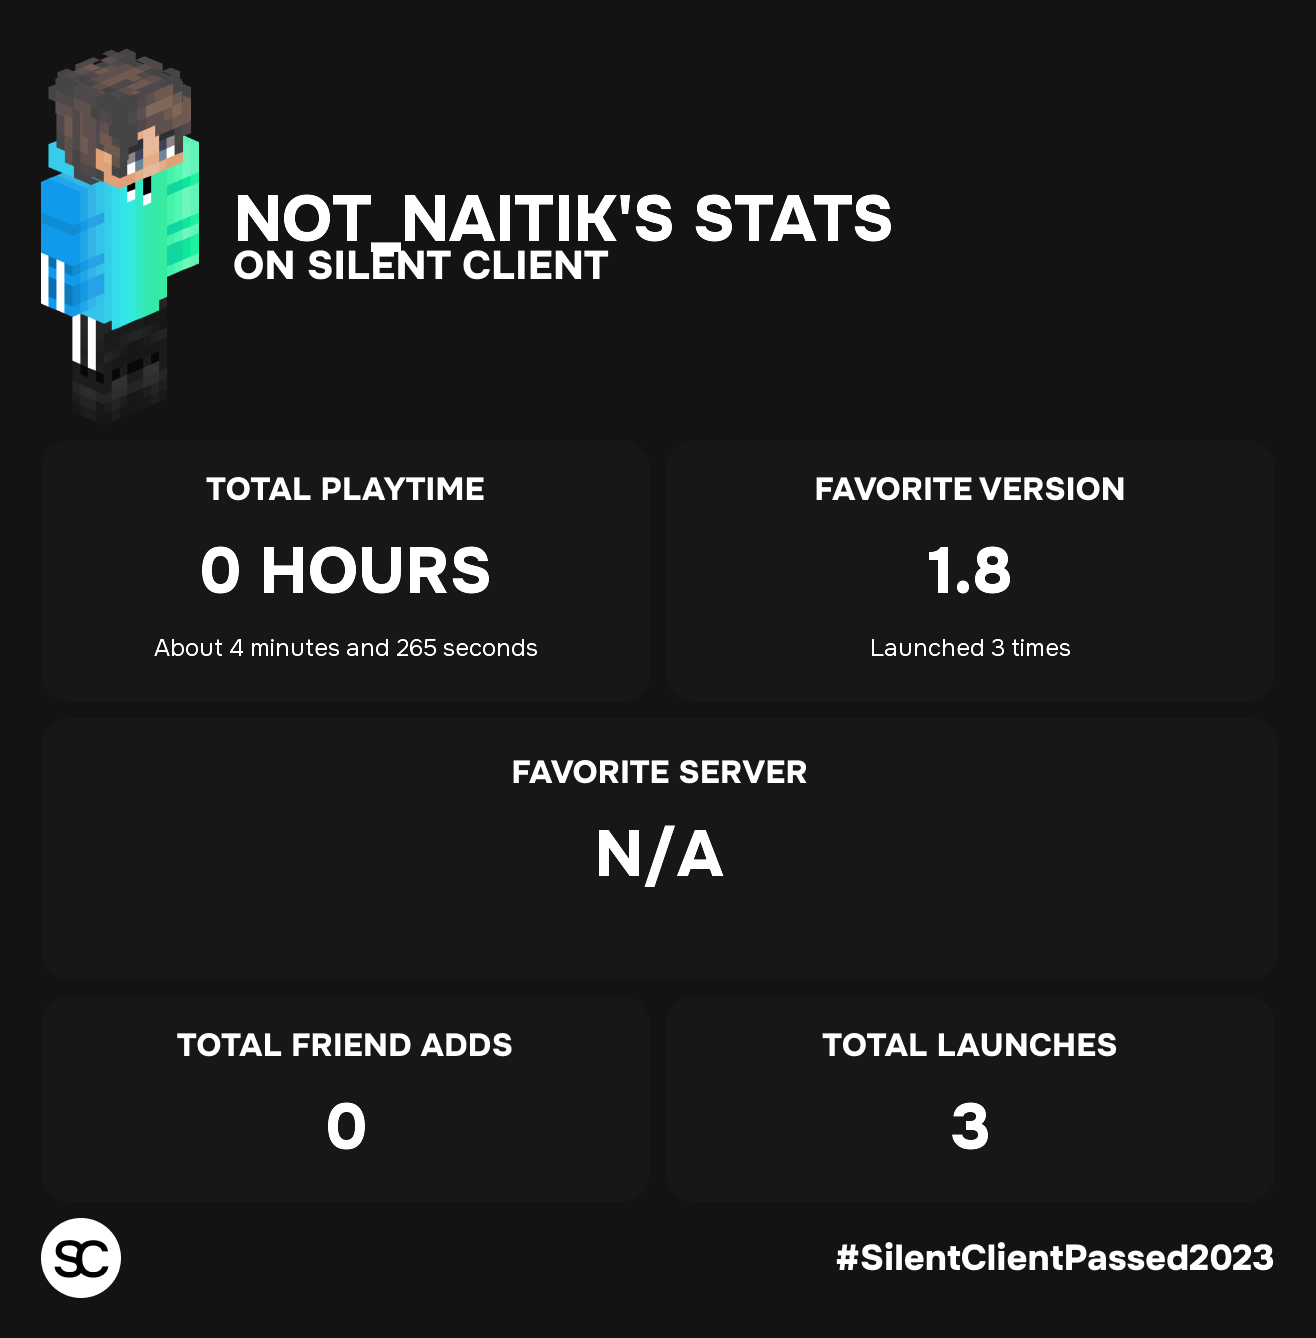 NOT_NAITIK'S STATS
ON SILENT CLIENT
TOTAL PLAYTIME
0 HOURS
About 4 minutes and 265 seconds
FAVORITE VERSION
1.8
Launched 3 times
FAVORITE SERVER
N/A
TOTAL FRIEND ADDS
0
TOTAL LAUNCHES
3
SC
#SilentClientPassed2023